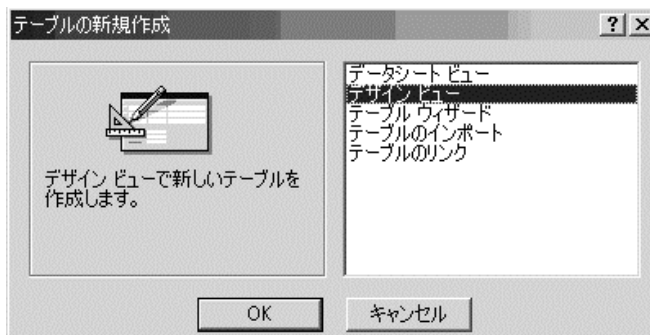 テーブルの新規作成
デザイン ビューで新しいテーブルを
作成します。
データシート ビュー
デザイン ビュー
テーブル ウィザード
テーブルのインポート
テーブルのリンク
OK
キャンセル